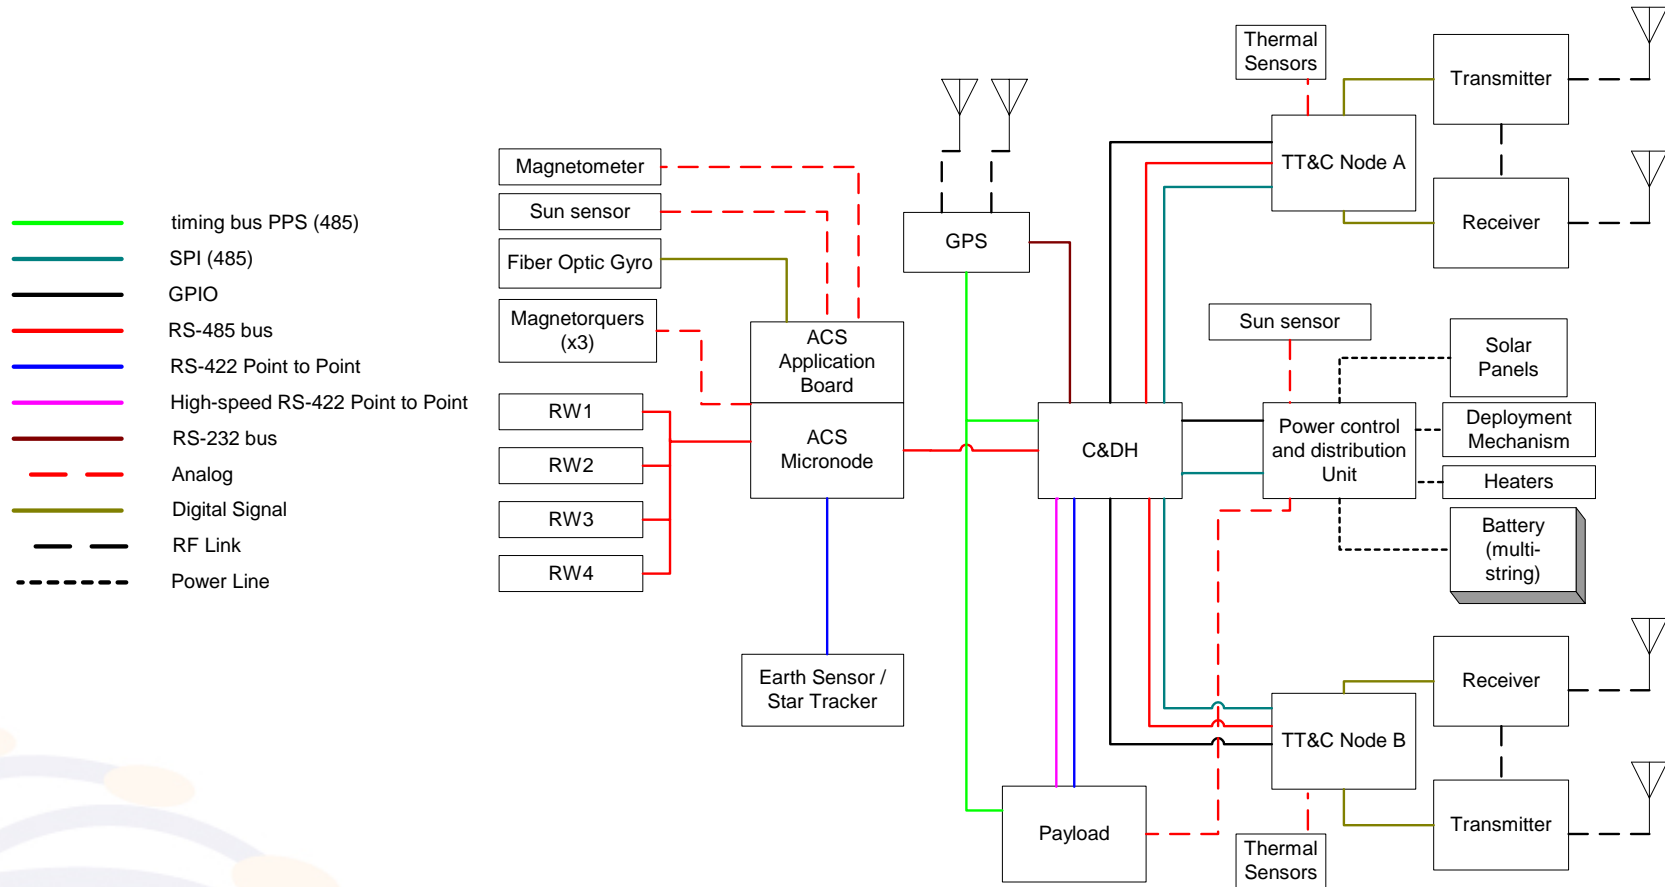 timing bus PPS (485)
SPI (485)
GPIO
RS-485 bus
RS-422 Point to Point
High-speed RS-422 Point to Point
RS-232 bus
Analog
Digital Signal
RF Link
Power Line
Magnetometer
Sun sensor
Fiber Optic Gyro
Magnetorquers
(x3)
RW1
RW2
RW3
RW4
ACS
Application
Board
ACS
Micronode
Earth Sensor /
Star Tracker
GPS
C&DH
Payload
Thermal
Sensors
TT&C Node A
Transmitter
Receiver
Sun sensor
Power control
and distribution
Unit
Solar
Panels
Deployment
Mechanism
Heaters
Battery
(multi-
string)
TT&C Node B
Receiver
Transmitter
Thermal
Sensors